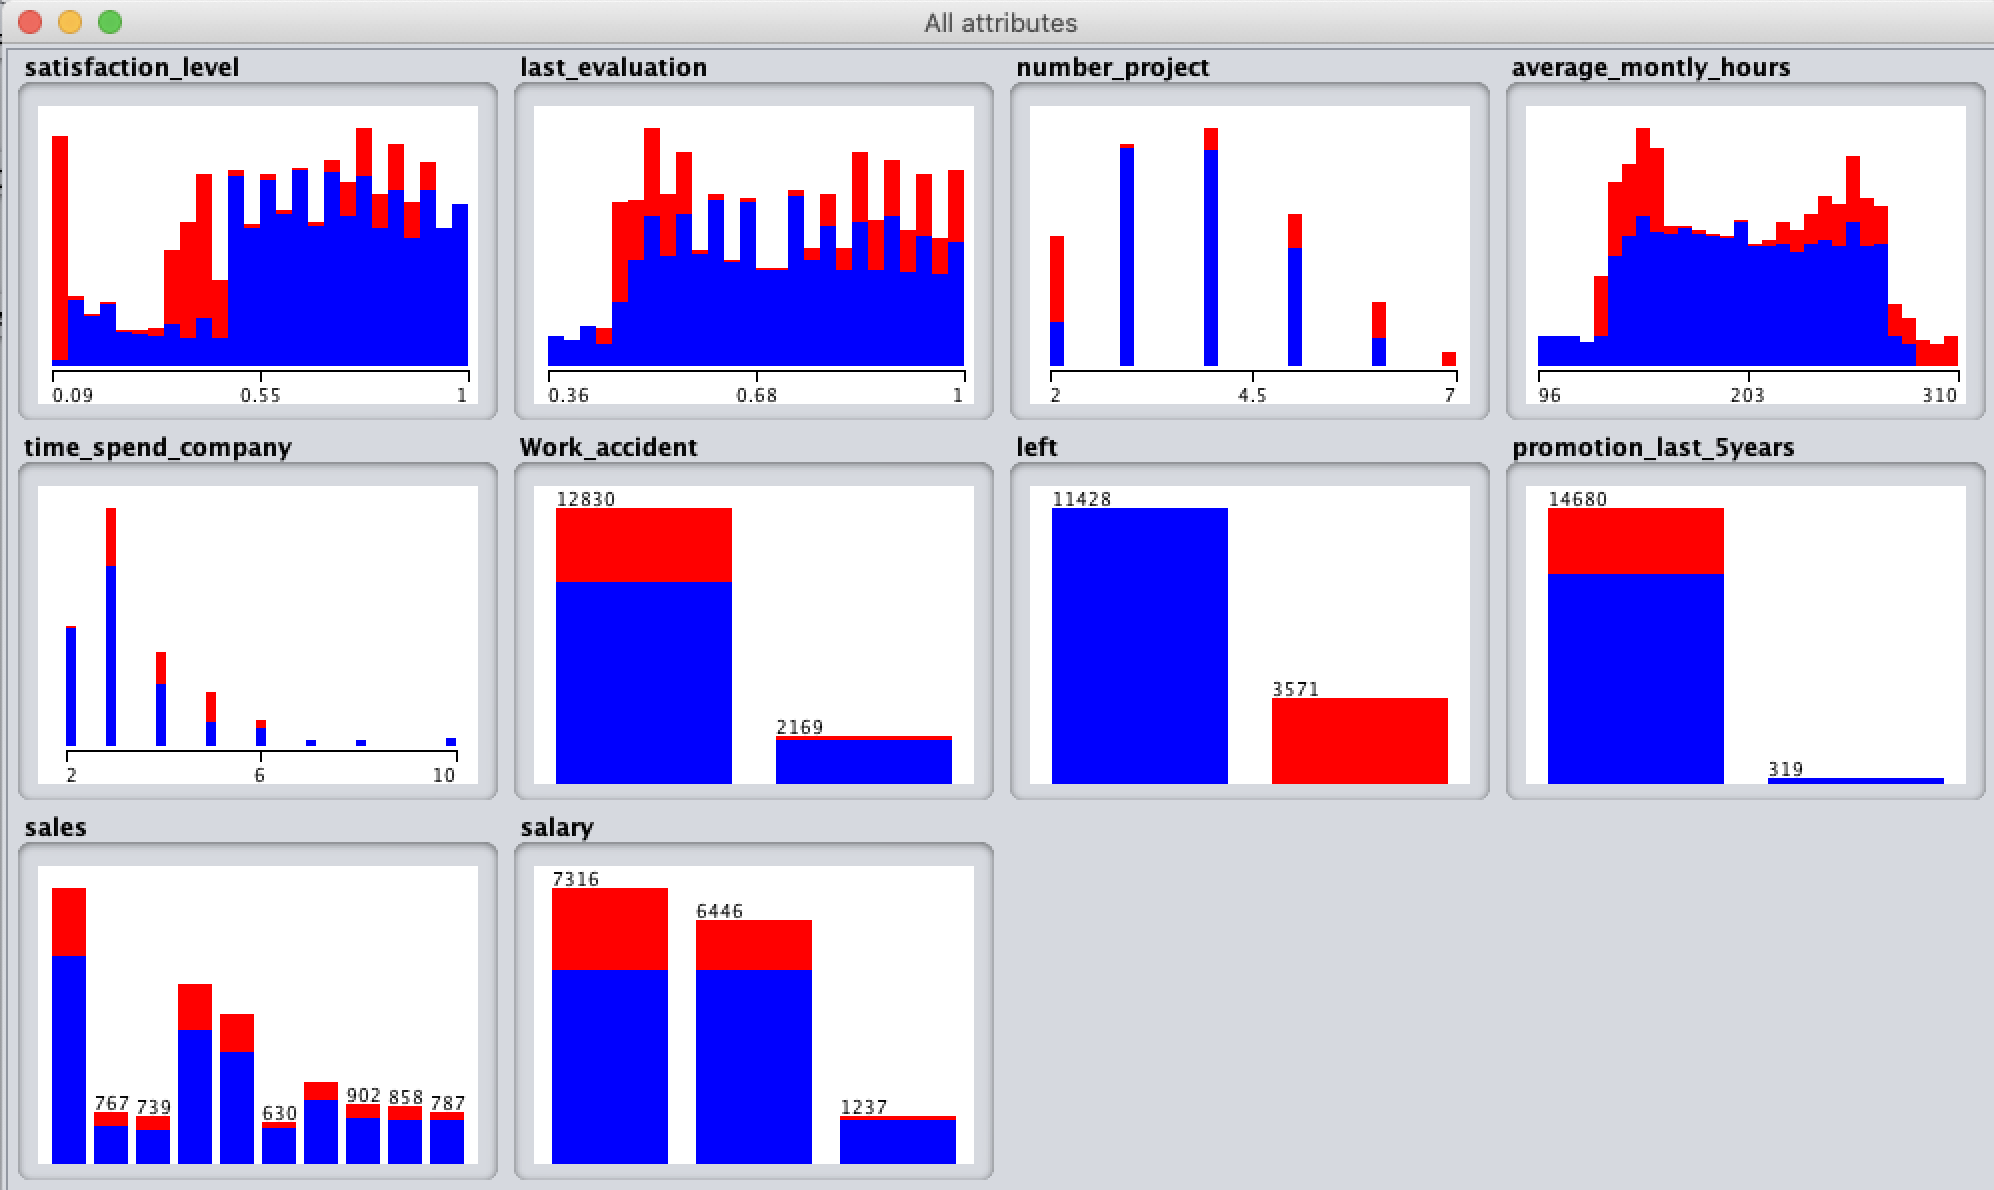 All attributes
satisfaction_level
0.09 0.55 1
last_evaluation
0.36 0.68 1
number_project
2 4.5 7
average_montly_hours
96 203 310
time_spend_company
2 6 10
Work_accident
12830
2169
left
11428
3571
promotion_last_5years
14680
319
sales
767 739 630 902 858 787
salary
7316
6446
1237